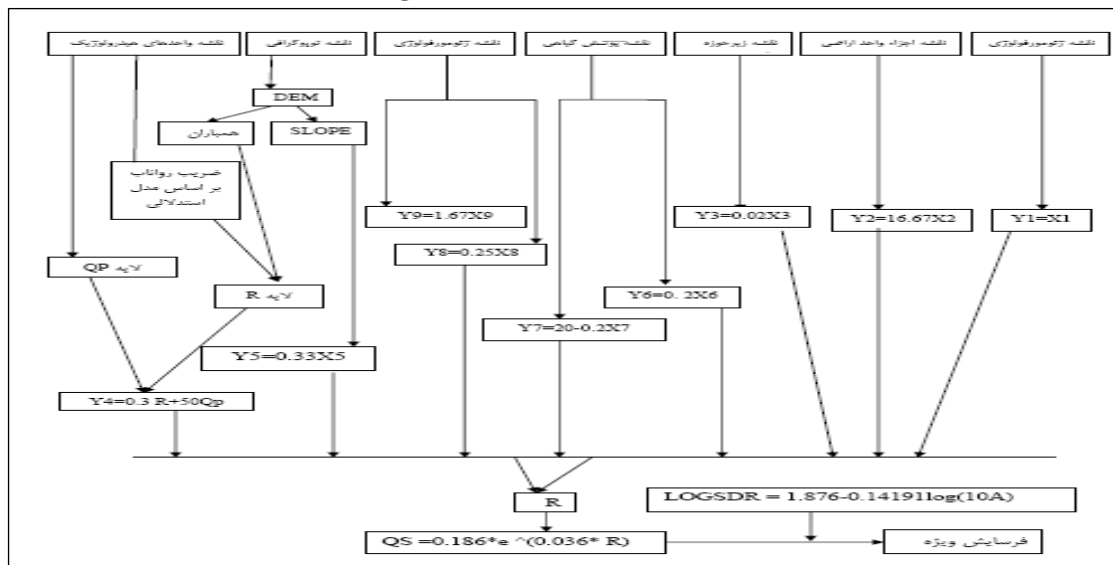 نقشه واحدهای هیدرولوژیک
نقشه توپوگرافی
نقشه ژئومورفولوژی
نقشه پوشش گیاهی
نقشه زیرحوزه
نقشه اجزاء واحد اراضی
نقشه ژئومورفولوژی
DEM
همباران
SLOPE
ضریب رواناب
بر اساس مدل
استدلالی
Y9=1.67X9
Y3=0.02X3
Y2=16.67X2
Y1=X1
Y8=0.25X8
لایه QP
لایه R
Y6=0. 2X6
Y7=20-0.2X7
Y5=0.33X5
Y4=0.3 R+50Qp
R
LOGSDR = 1.876-0.14191log(10A)
QS =0.186*e ^(0.036* R)
فرسایش ویژه